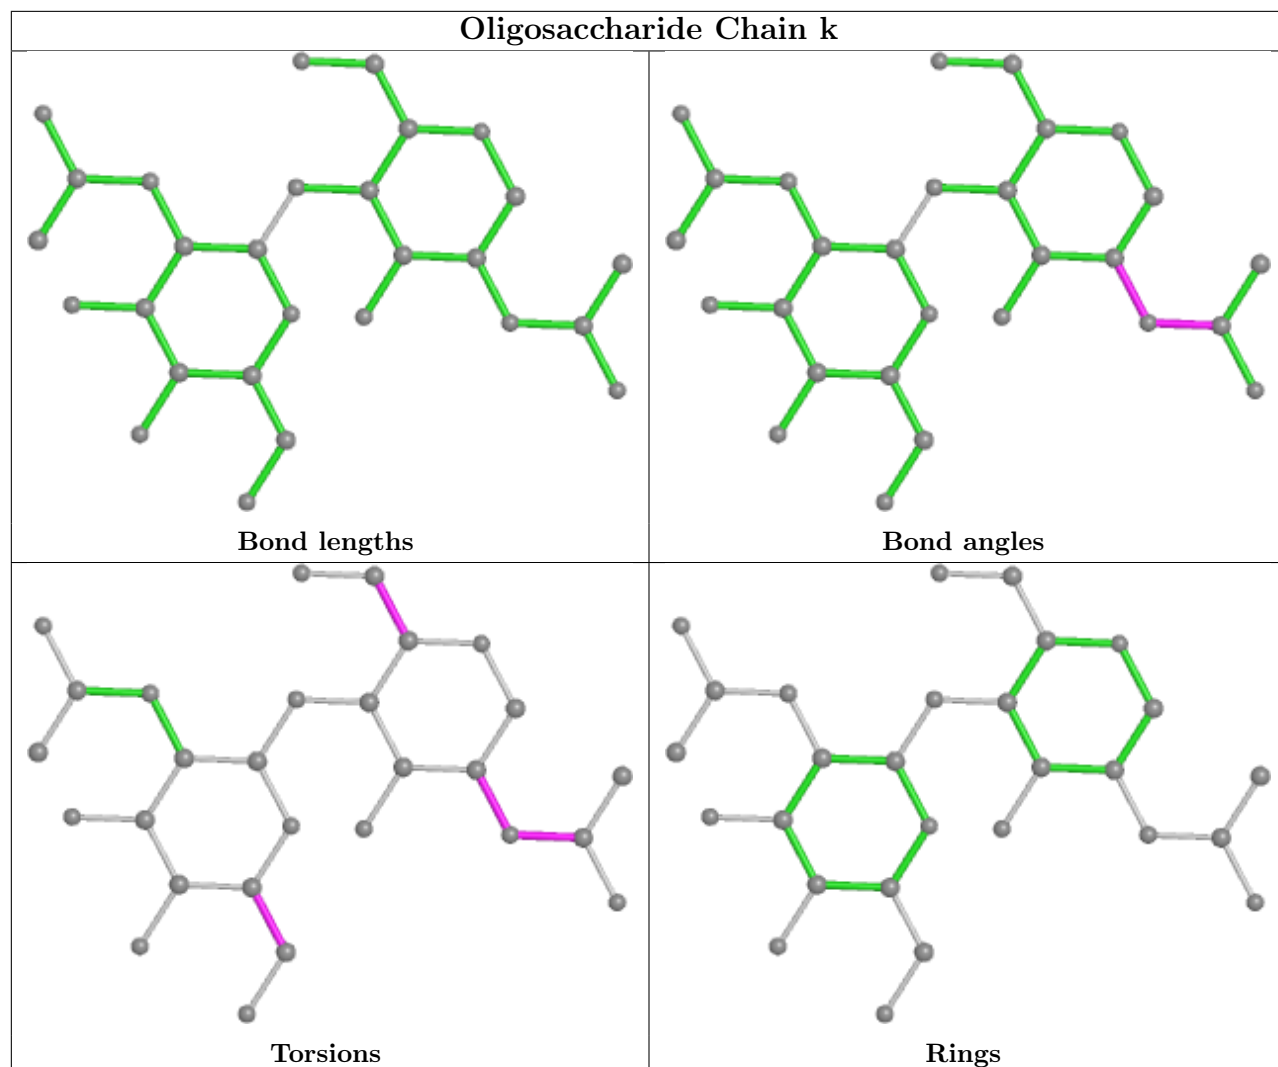 Oligosaccharide Chain k
Bond lengths
Bond angles
Torsions
Rings